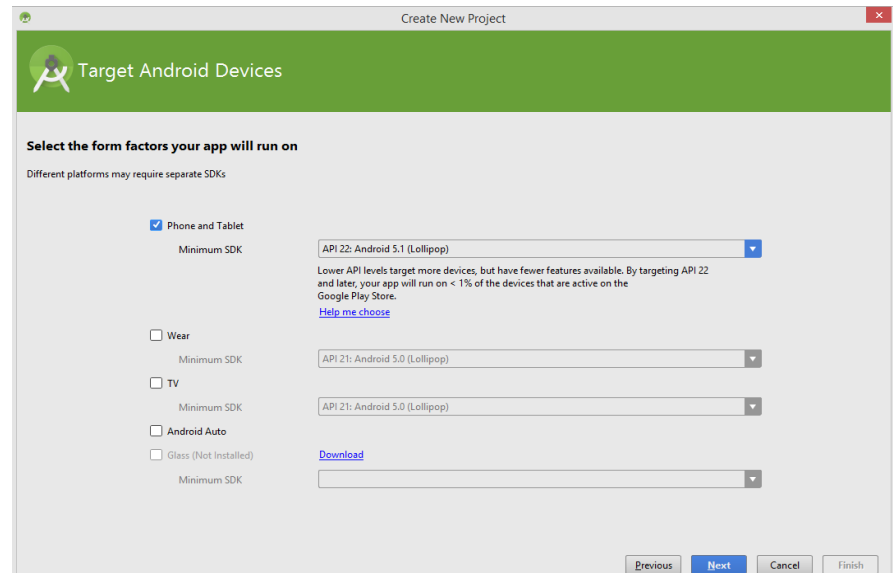 Create New Project
Target Android Devices
Select the form factors your app will run on
Different platforms may require separate SDKs
Phone and Tablet
Minimum SDK
API 22: Android 5.1 (Lollipop)
Lower API levels target more devices, but have fewer features available. By targeting API 22
and later, your app will run on < 1% of the devices that are active on the
Google Play Store.
Help me choose
Wear
Minimum SDK
API 21: Android 5.0 (Lollipop)
TV
Minimum SDK
API 21: Android 5.0 (Lollipop)
Android Auto
Glass (Not Installed)
Download
Minimum SDK
Previous
Next
Cancel
Finish